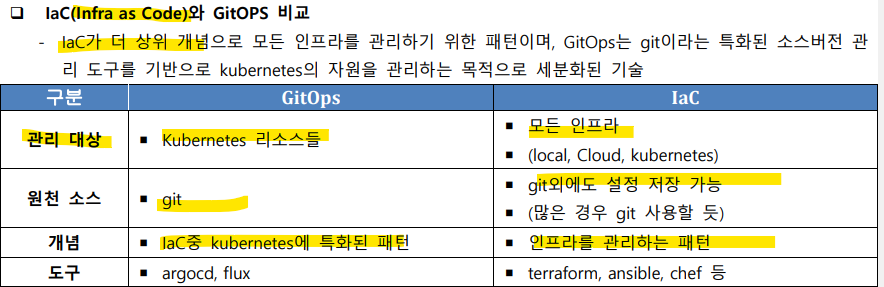 ❑ IaC(Infra as Code)와 GitOPS 비교
- IaC가 더 상위 개념으로 모든 인프라를 관리하기 위한 패턴이며, GitOps는 git이라는 특화된 소스버전 관
리 도구를 기반으로 kubernetes의 자원을 관리하는 목적으로 세분화된 기술
구분 GitOps IaC
관리 대상 ▪ Kubernetes 리소스들 ▪ 모든 인프라
▪ (local, Cloud, kubernetes)
원천 소스 ▪ git ▪ git외에도 설정 저장 가능
▪ (많은 경우 git 사용할 듯)
개념 ▪ IaC중 kubernetes에 특화된 패턴 ▪ 인프라를 관리하는 패턴
도구 ▪ argocd, flux ▪ terraform, ansible, chef 등